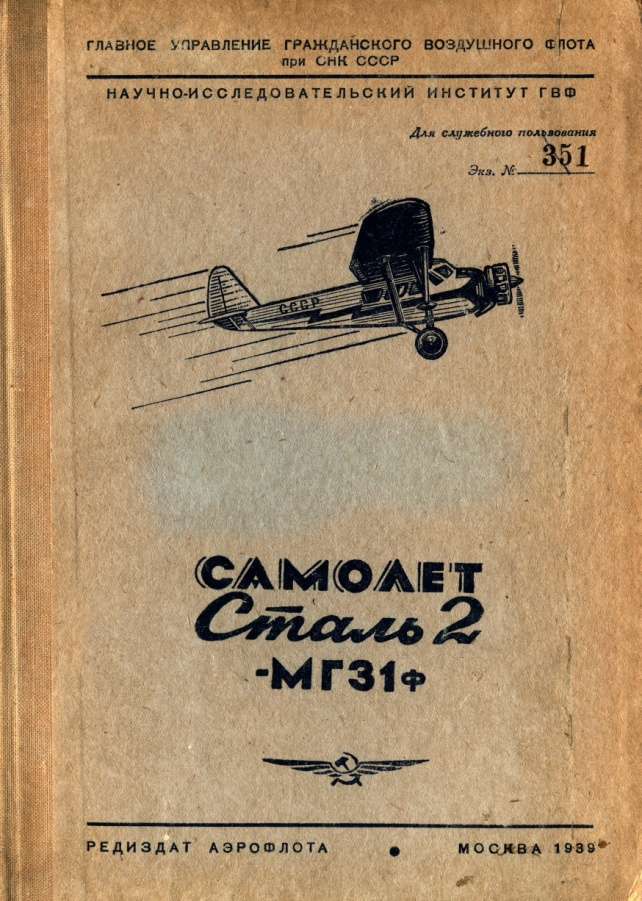 ГЛАВНОЕ УПРАВЛЕНИЕ ГРАЖДАНСКОГО ВОЗДУШНОГО ФЛОТА
при СНК СССР
НАУЧНО-ИССЛЕДОВАТЕЛЬСКИЙ ИНСТИТУТ ГВФ
Для служебного пользования
Экз. № 351
СССР
САМОЛЕТ
Сталь 2
-МГ31ф
РЕДИЗДАТ АЭРОФЛОТА • МОСКВА 1939